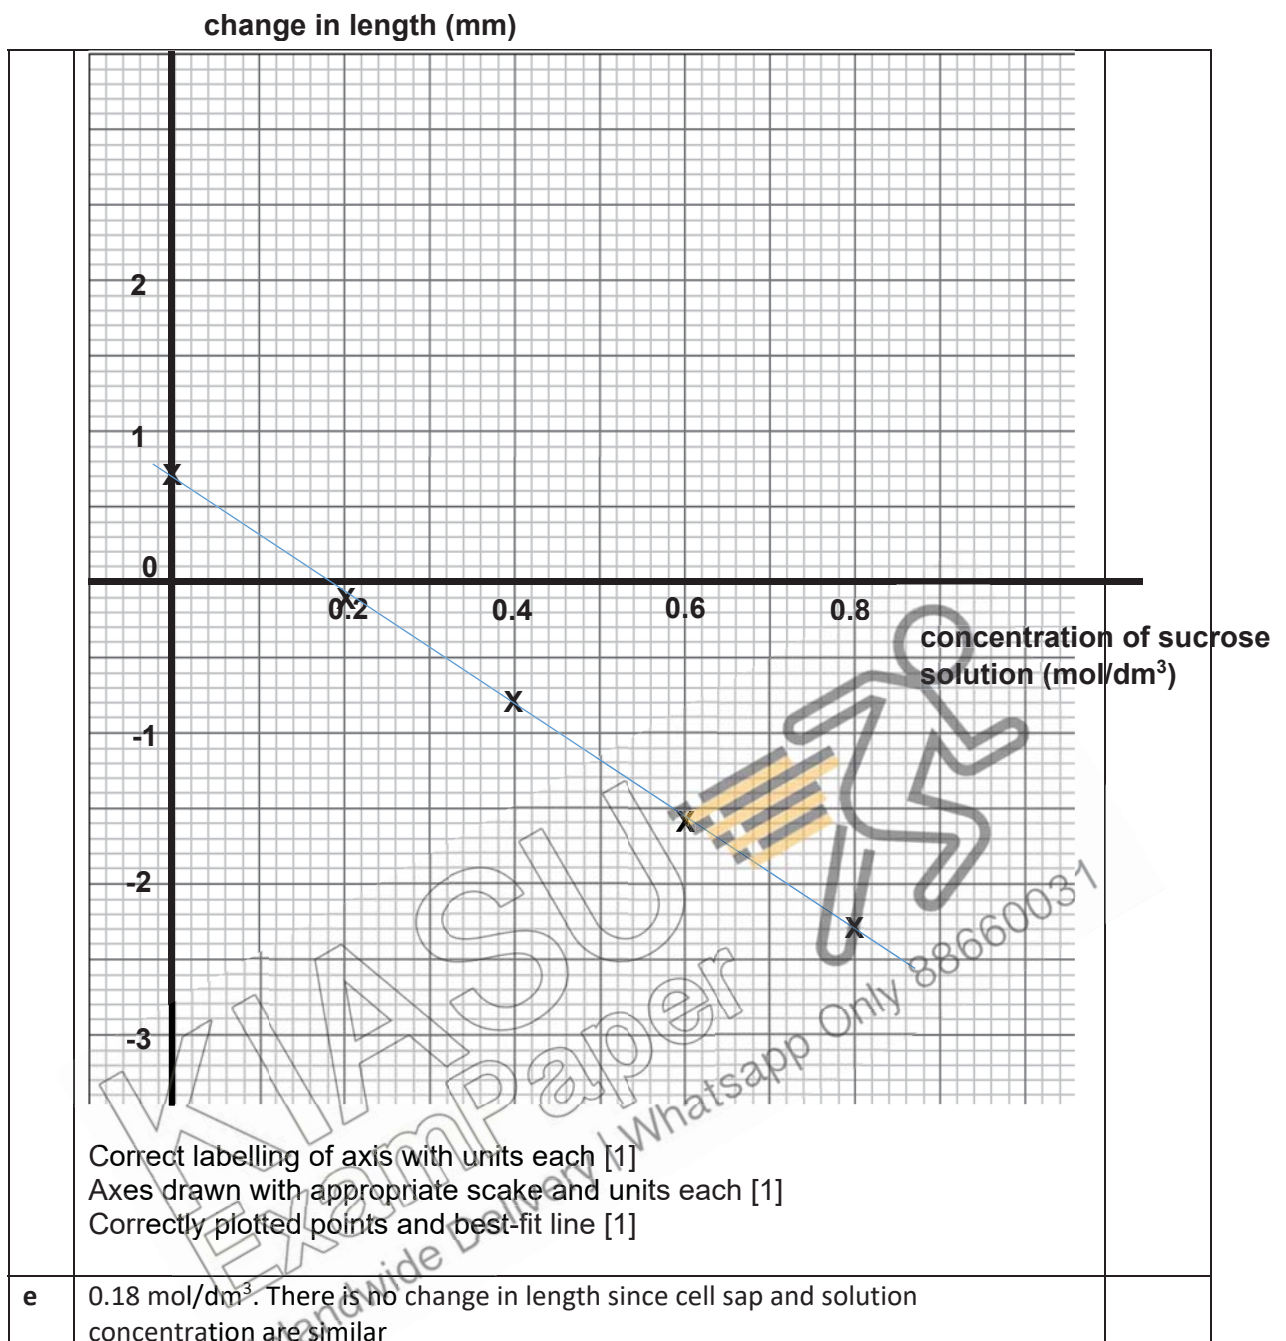 change in length (mm)
2
1
0
0.2
0.4
0.6
0.8
concentration of sucrose
solution (mol/dm³)
-1
-2
-3
KIASU
ExamPaper
Islandwide Delivery | Whatsapp Only 88660031
Correct labelling of axis with units each [1]
Axes drawn with appropriate scake and units each [1]
Correctly plotted points and best-fit line [1]
e 0.18 mol/dm³. There is no change in length since cell sap and solution
concentration are similar